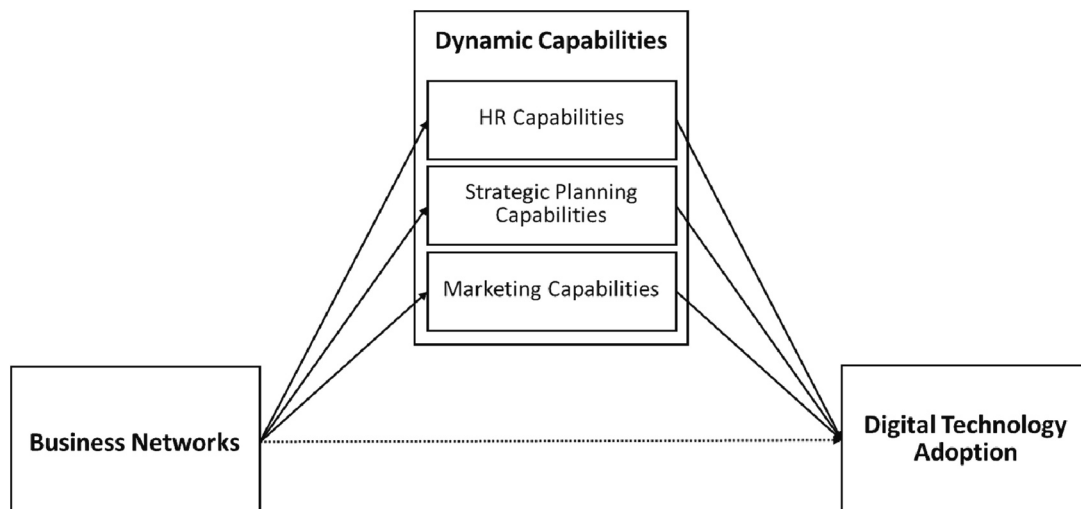 Dynamic Capabilities
HR Capabilities
Strategic Planning
Capabilities
Marketing Capabilities
Business Networks
Digital Technology
Adoption